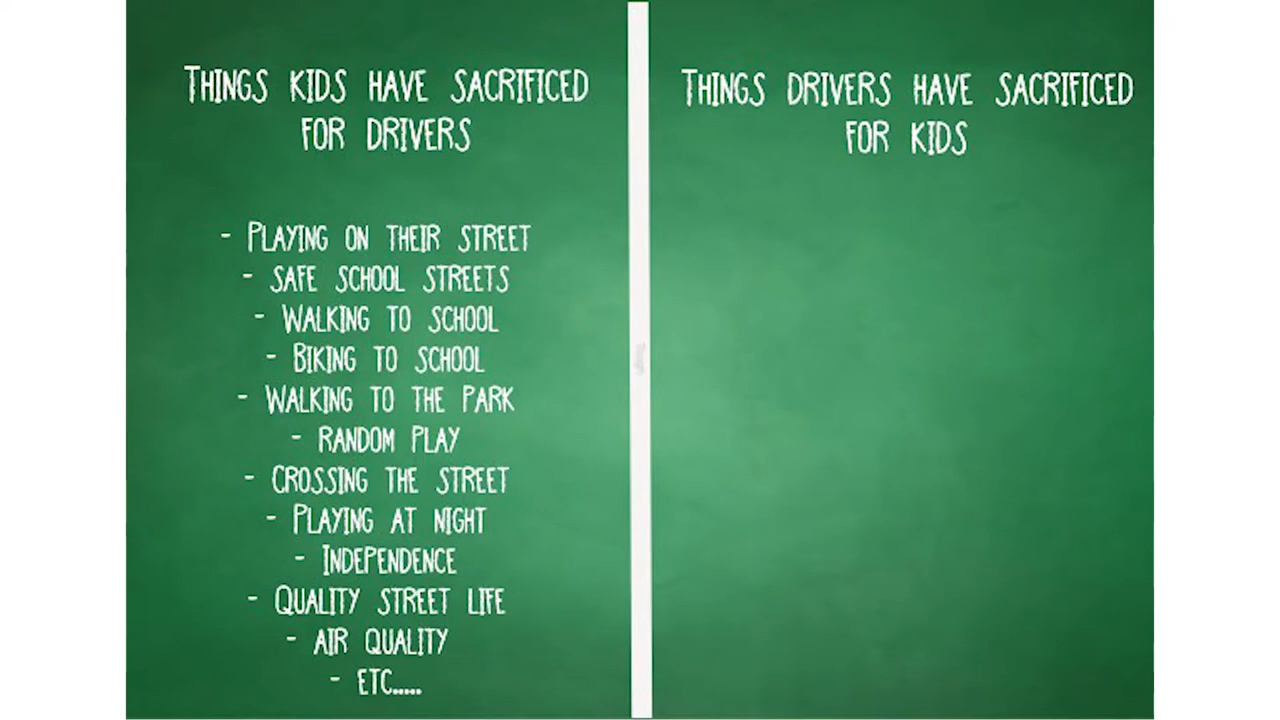 Things kids have sacrificed
for drivers
- Playing on their street
- safe school streets
- Walking to school
- Biking to school
- Walking to the park
- random play
- Crossing the street
- Playing at night
- Independence
- Quality street life
- air quality
- etc.....
Things drivers have sacrificed
for kids